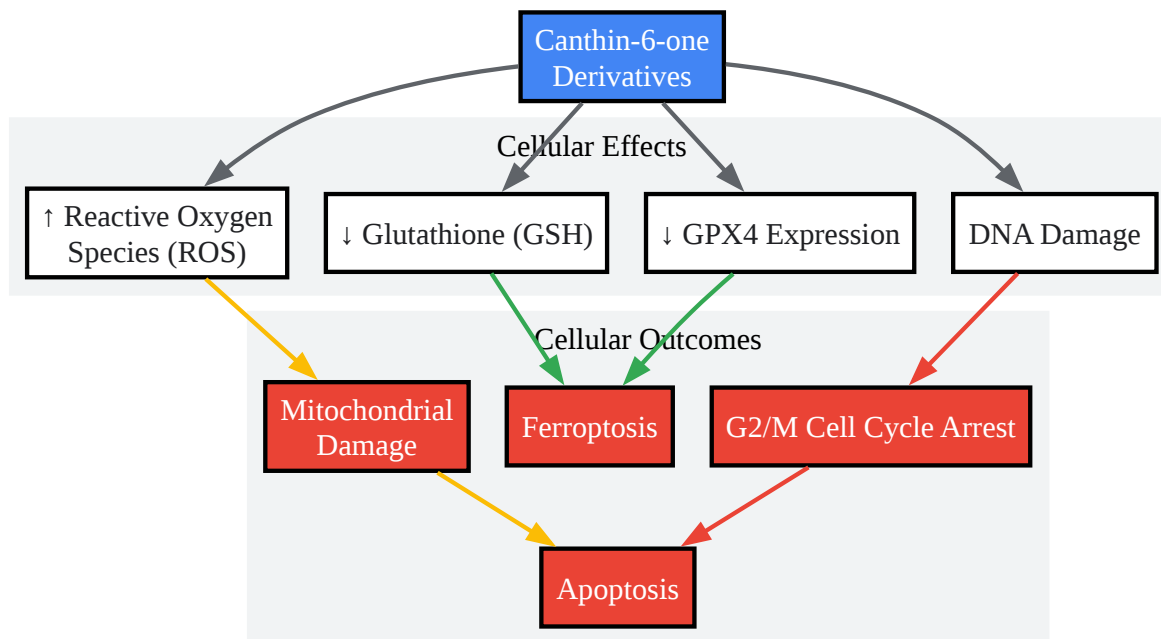 Canthin-6-one
Derivatives
Cellular Effects
↑ Reactive Oxygen
Species (ROS)
↓ Glutathione (GSH)
↓ GPX4 Expression
DNA Damage
Cellular Outcomes
Mitochondrial
Damage
Ferroptosis
G2/M Cell Cycle Arrest
Apoptosis